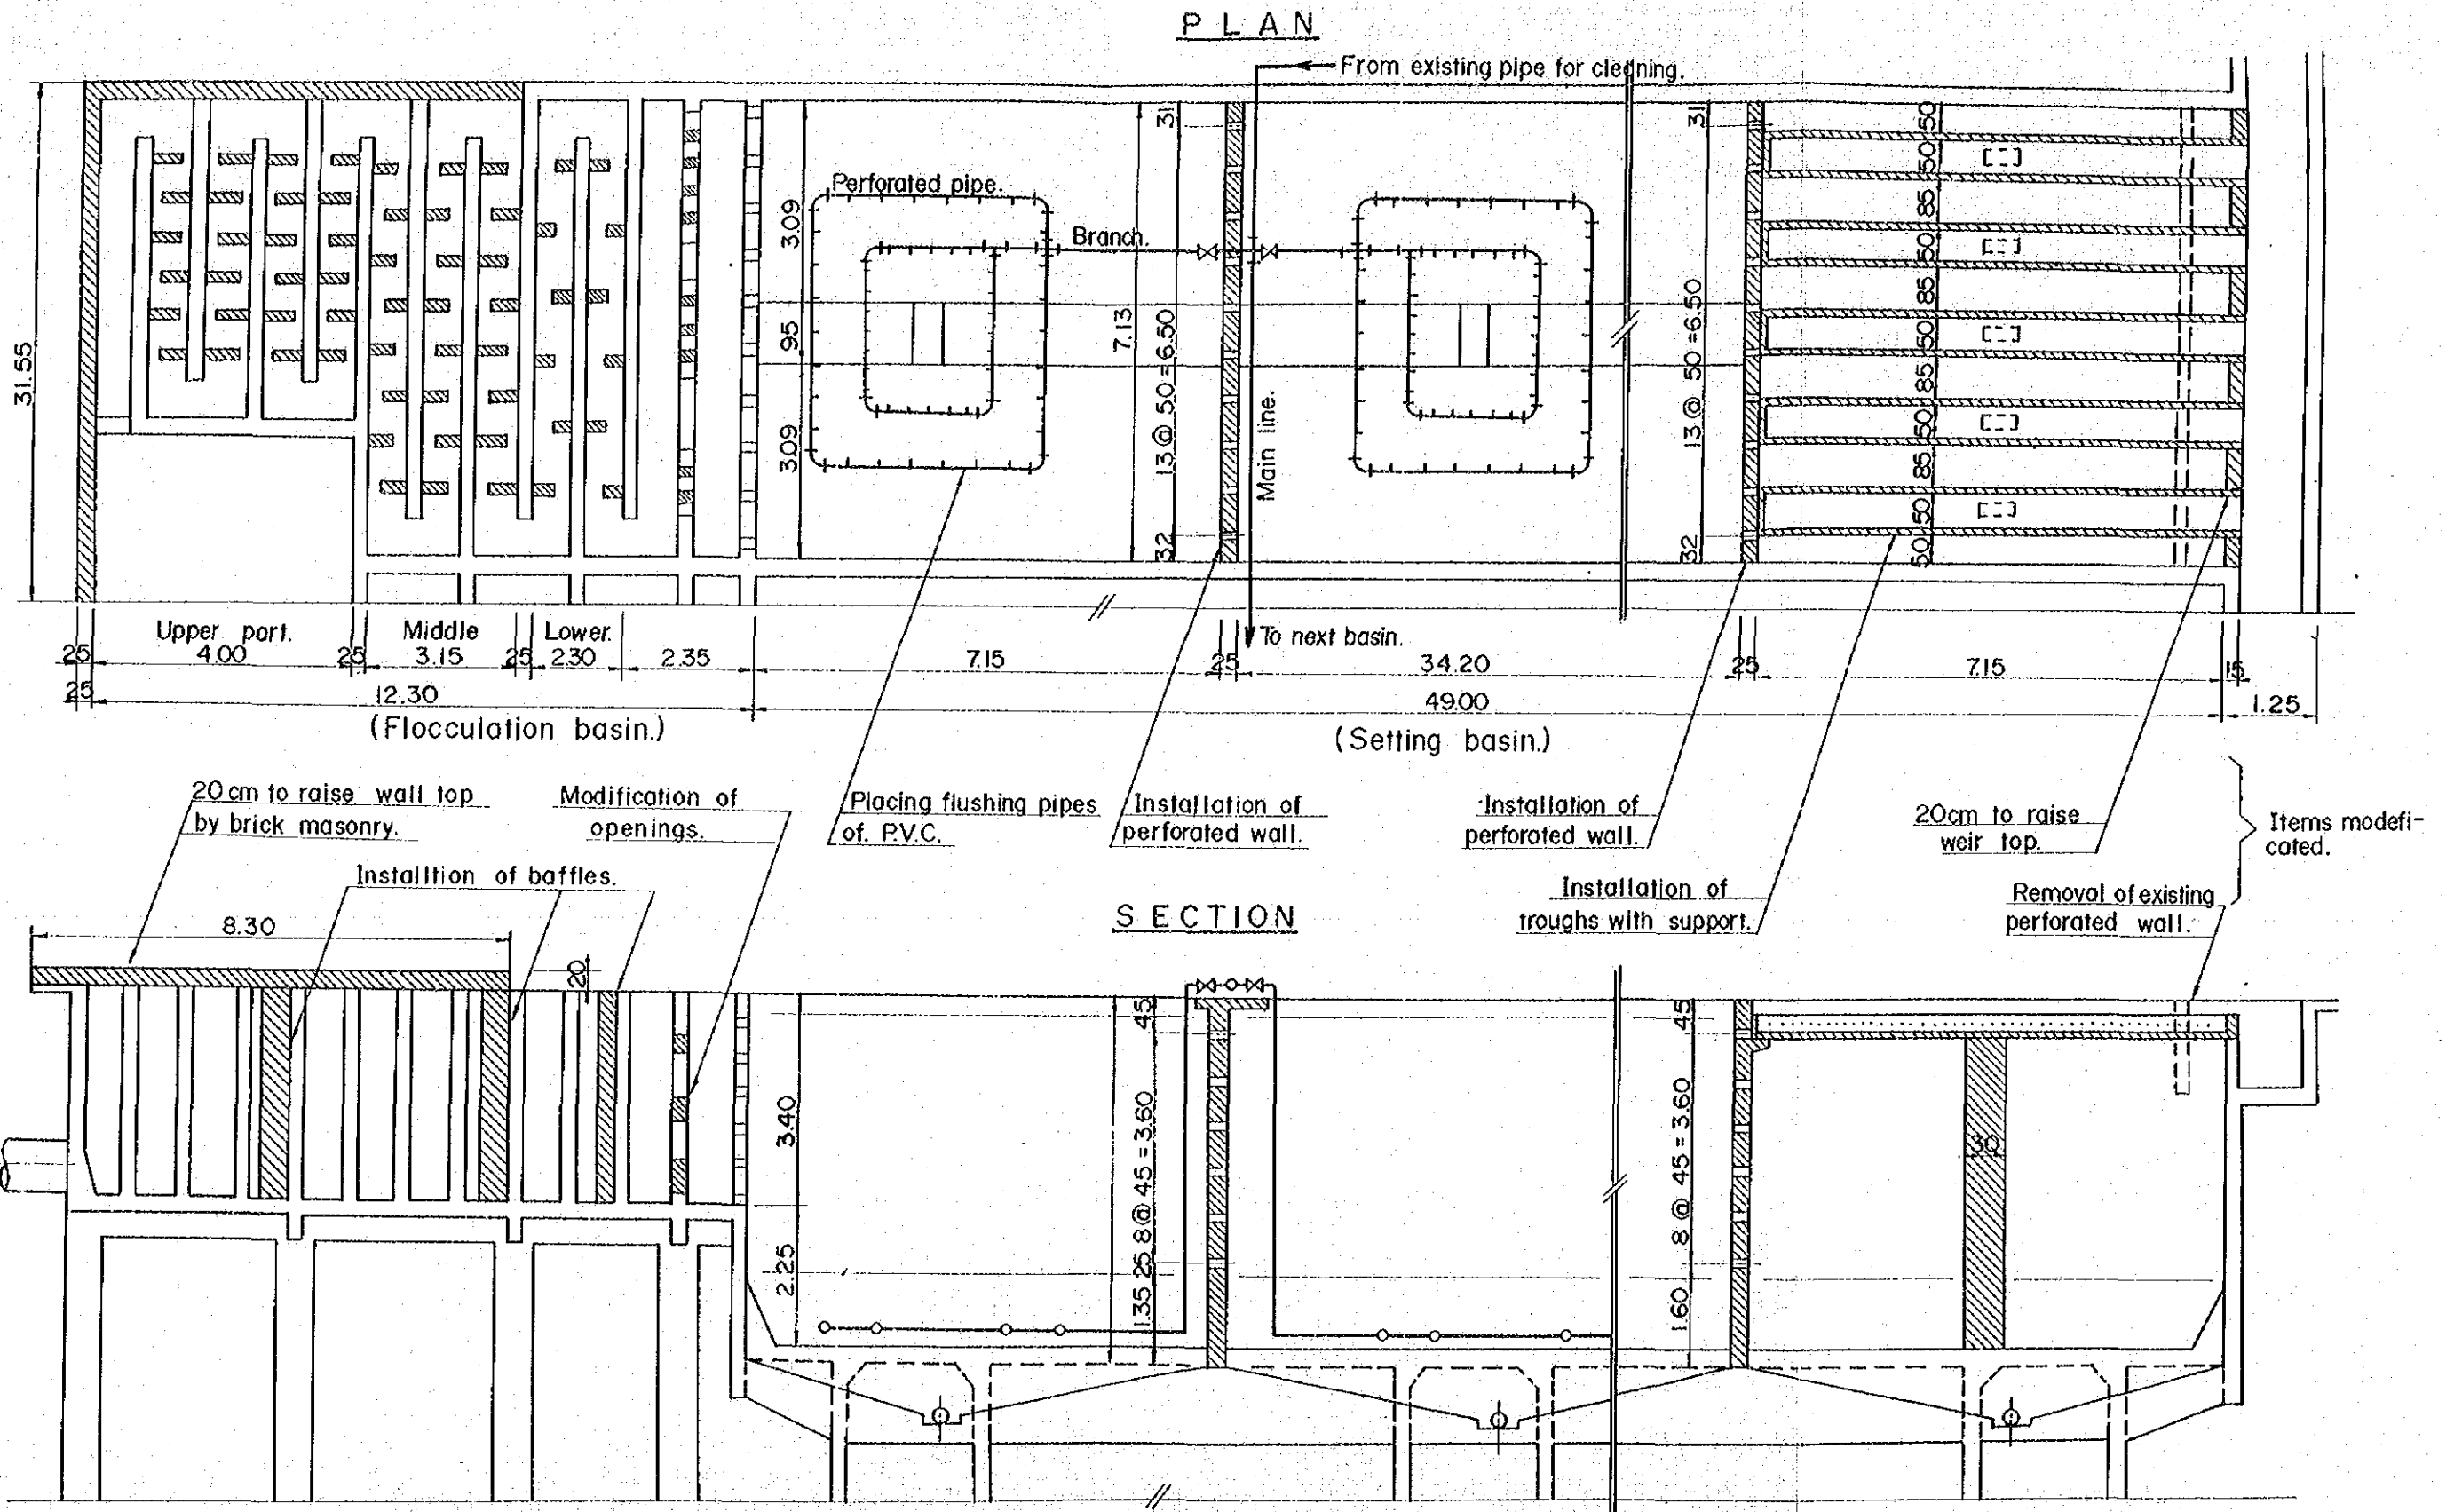 PLAN
From existing pipe for cleaning.
31
31
50
50
Perforated pipe.
3.09
Branch.
85
50
85
31.55
95
7.13
13@50=6.50
13@50=6.50
50
85
3.09
Main line.
50
85
50
32
32
50
Upper part.
Middle
Lower.
To next basin.
25
4.00
25
3.15
25
2.30
2.35
7.15
25
34.20
25
7.15
15
25
12.30
49.00
1.25
(Flocculation basin.)
(Setting basin.)
20cm to raise wall top
by brick masonry.
Modification of
openings.
Placing flushing pipes
of. P.V.C.
Installation of
perforated wall.
Installation of
perforated wall.
20cm to raise
weir top.
Items modefi-
cated.
Installtion of baffles.
Installation of
troughs with support.
Removal of existing
perforated wall.
SECTION
8.30
20
45
45
3.40
8@45=3.60
8@45=3.60
30
2.25
25
1.35
1.60